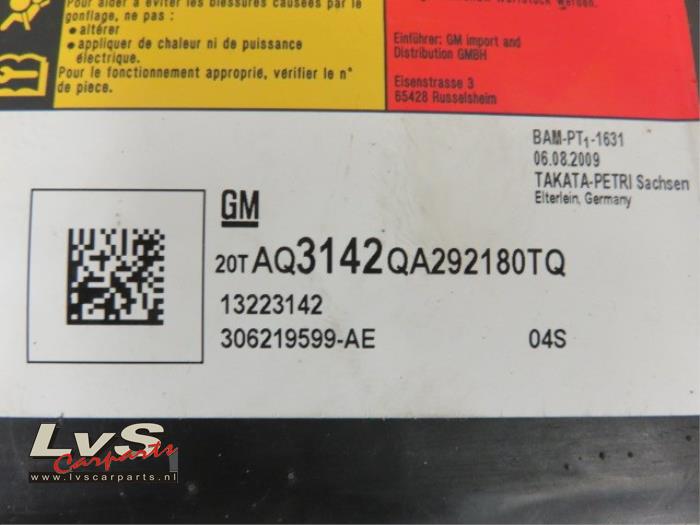 Pour aider à éviter les blessures causées par le
gonflage, ne pas :
• altérer
• appliquer de chaleur ni de puissance
électrique.
Pour le fonctionnement approprié, vérifier le n°
de piece.
werden.
Einführer: GM import and
Distribution GMBH
Eisenstrasse 3
65428 Russelsheim
BAM-PT1-1631
06.08.2009
TAKATA-PETRI Sachsen
Elterlein, Germany
GM
20TAQ3142QA292180TQ
13223142
306219599-AE 04S
LvS
Carparts
www.lvscarparts.nl